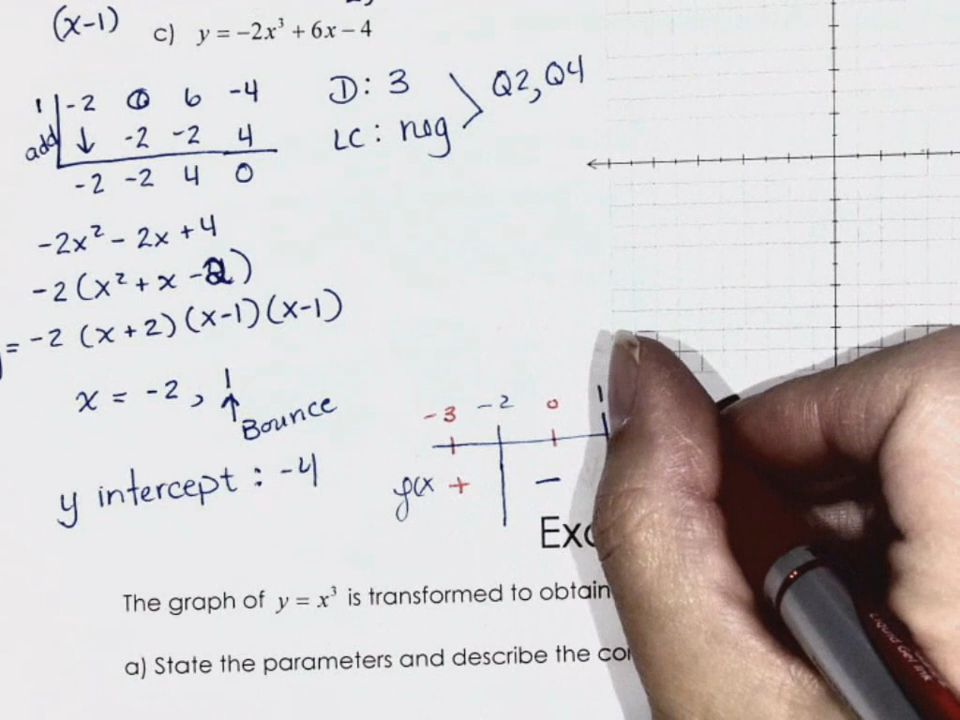 (x-1) c) y = -2x³ + 6x - 4
1 -2 0 6 -4
add ↓ -2 -2 4
-2 -2 4 0
D: 3
LC: neg
Q2, Q4
-2x² - 2x + 4
-2(x² + x - 2)
= -2 (x+2)(x-1)(x-1)
x = -2, 1
↑
Bounce
y intercept: -4
-3 -2 0 1
f(x + -
The graph of y = x³ is transformed to obtain
a) State the parameters and describe the